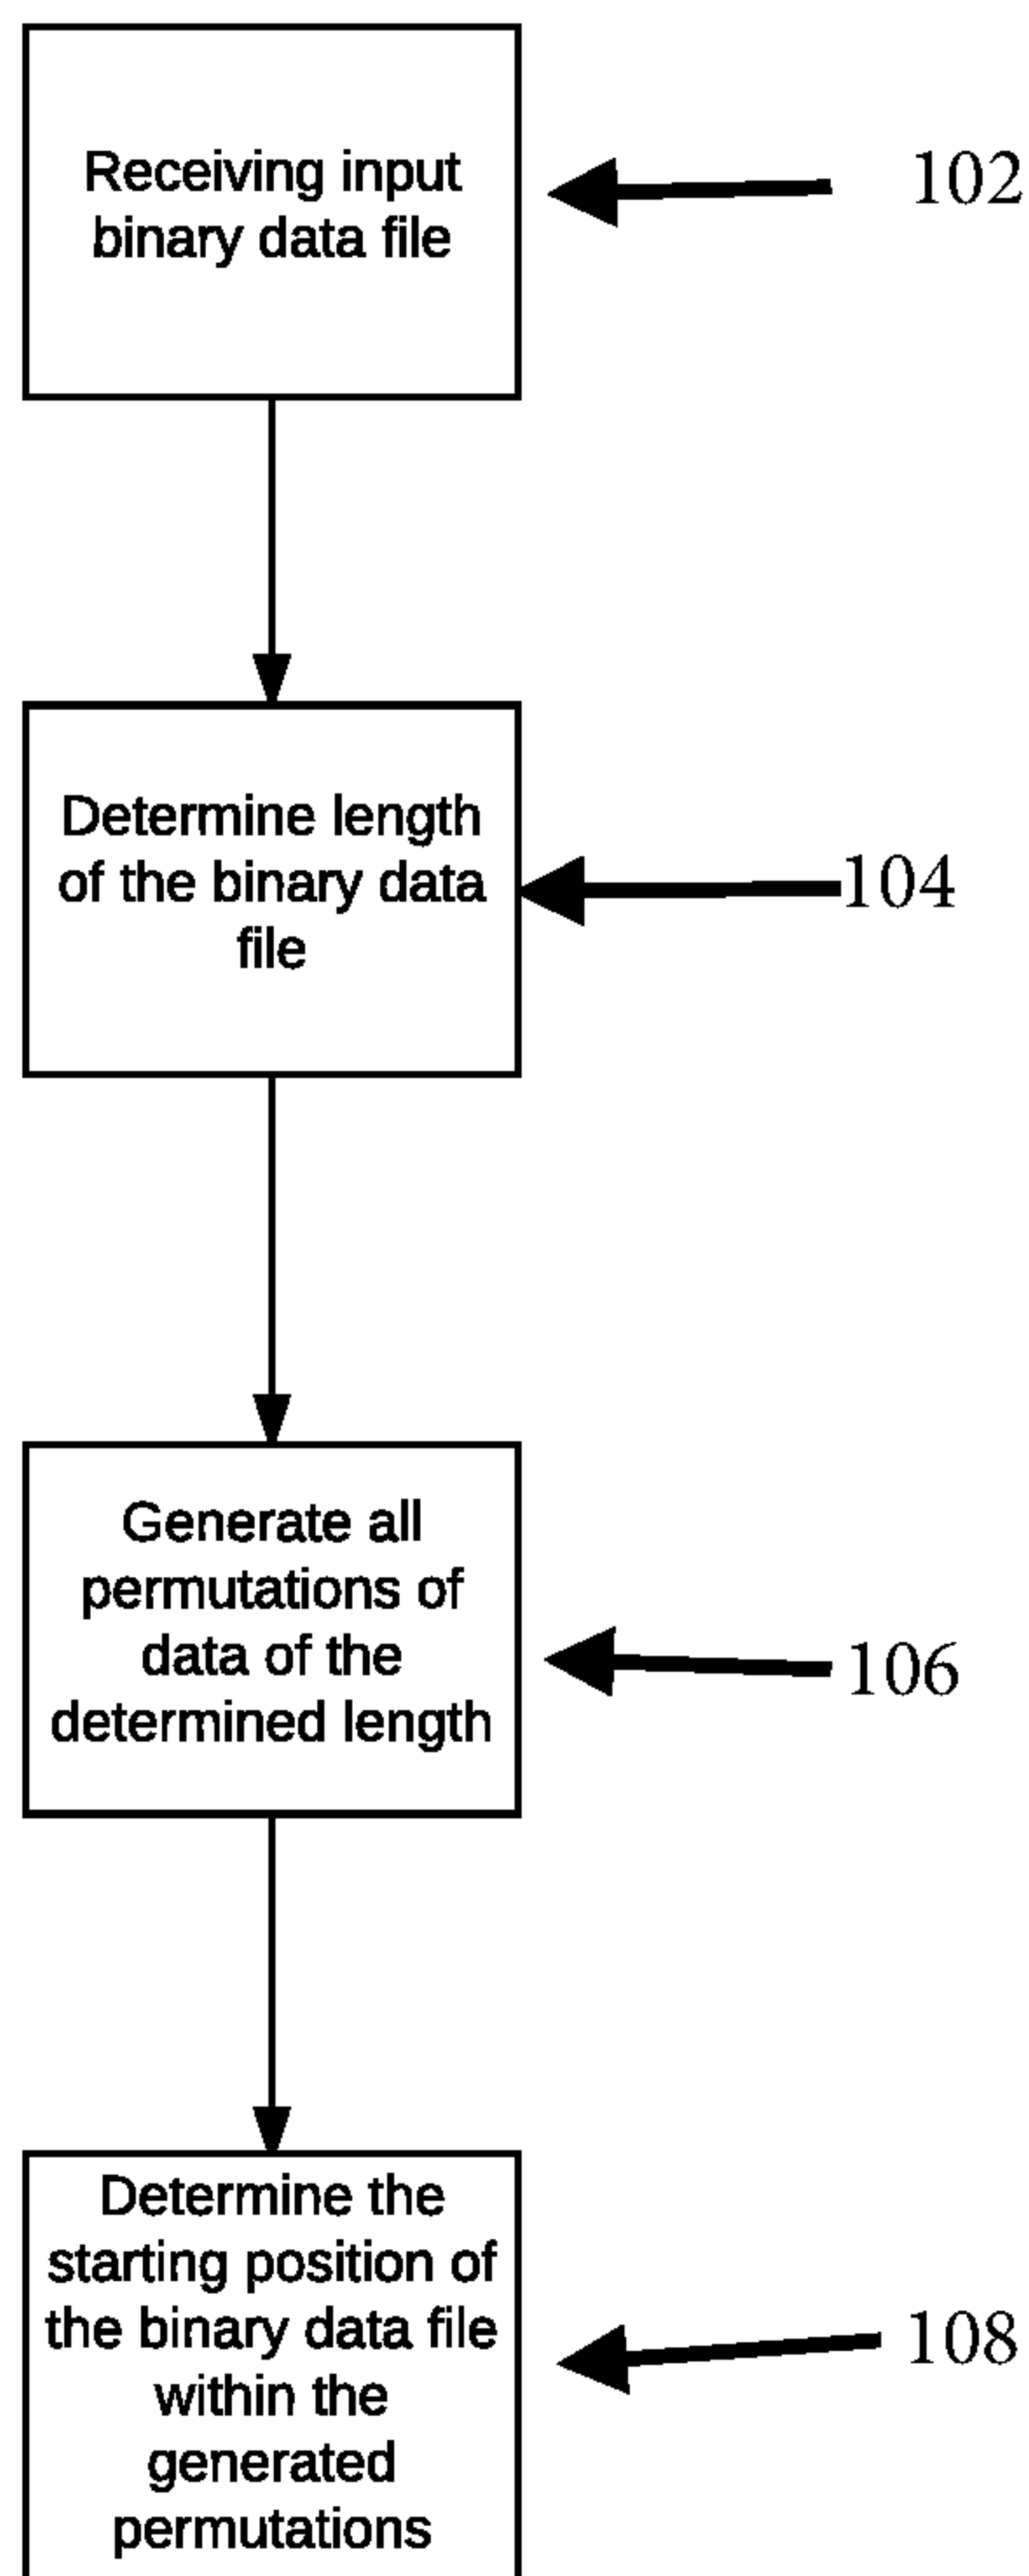 Receiving input
binary data file
102
Determine length
of the binary data
file
104
Generate all
permutations of
data of the
determined length
106
Determine the
starting position of
the binary data file
within the
generated
permutations
108